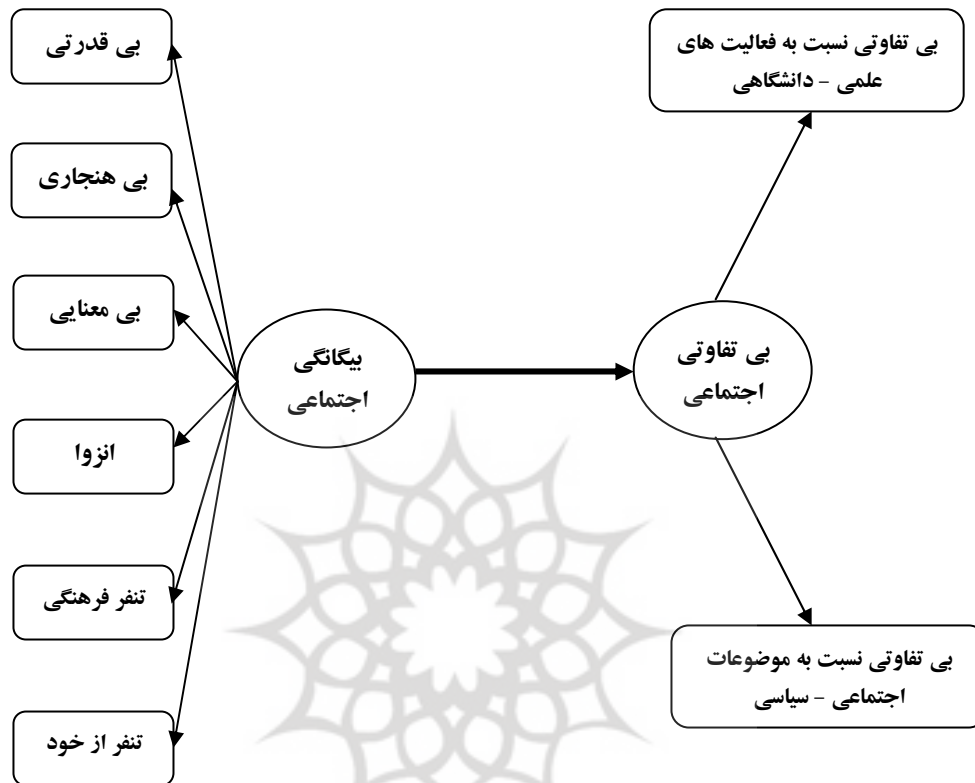 بی قدرتی
بی هنجاری
بی معنایی
انزوا
تنفر فرهنگی
تنفر از خود
بیگانگی
اجتماعی
بی تفاوتی
اجتماعی
بی تفاوتی نسبت به فعالیت های
علمی - دانشگاهی
بی تفاوتی نسبت به موضوعات
اجتماعی - سیاسی